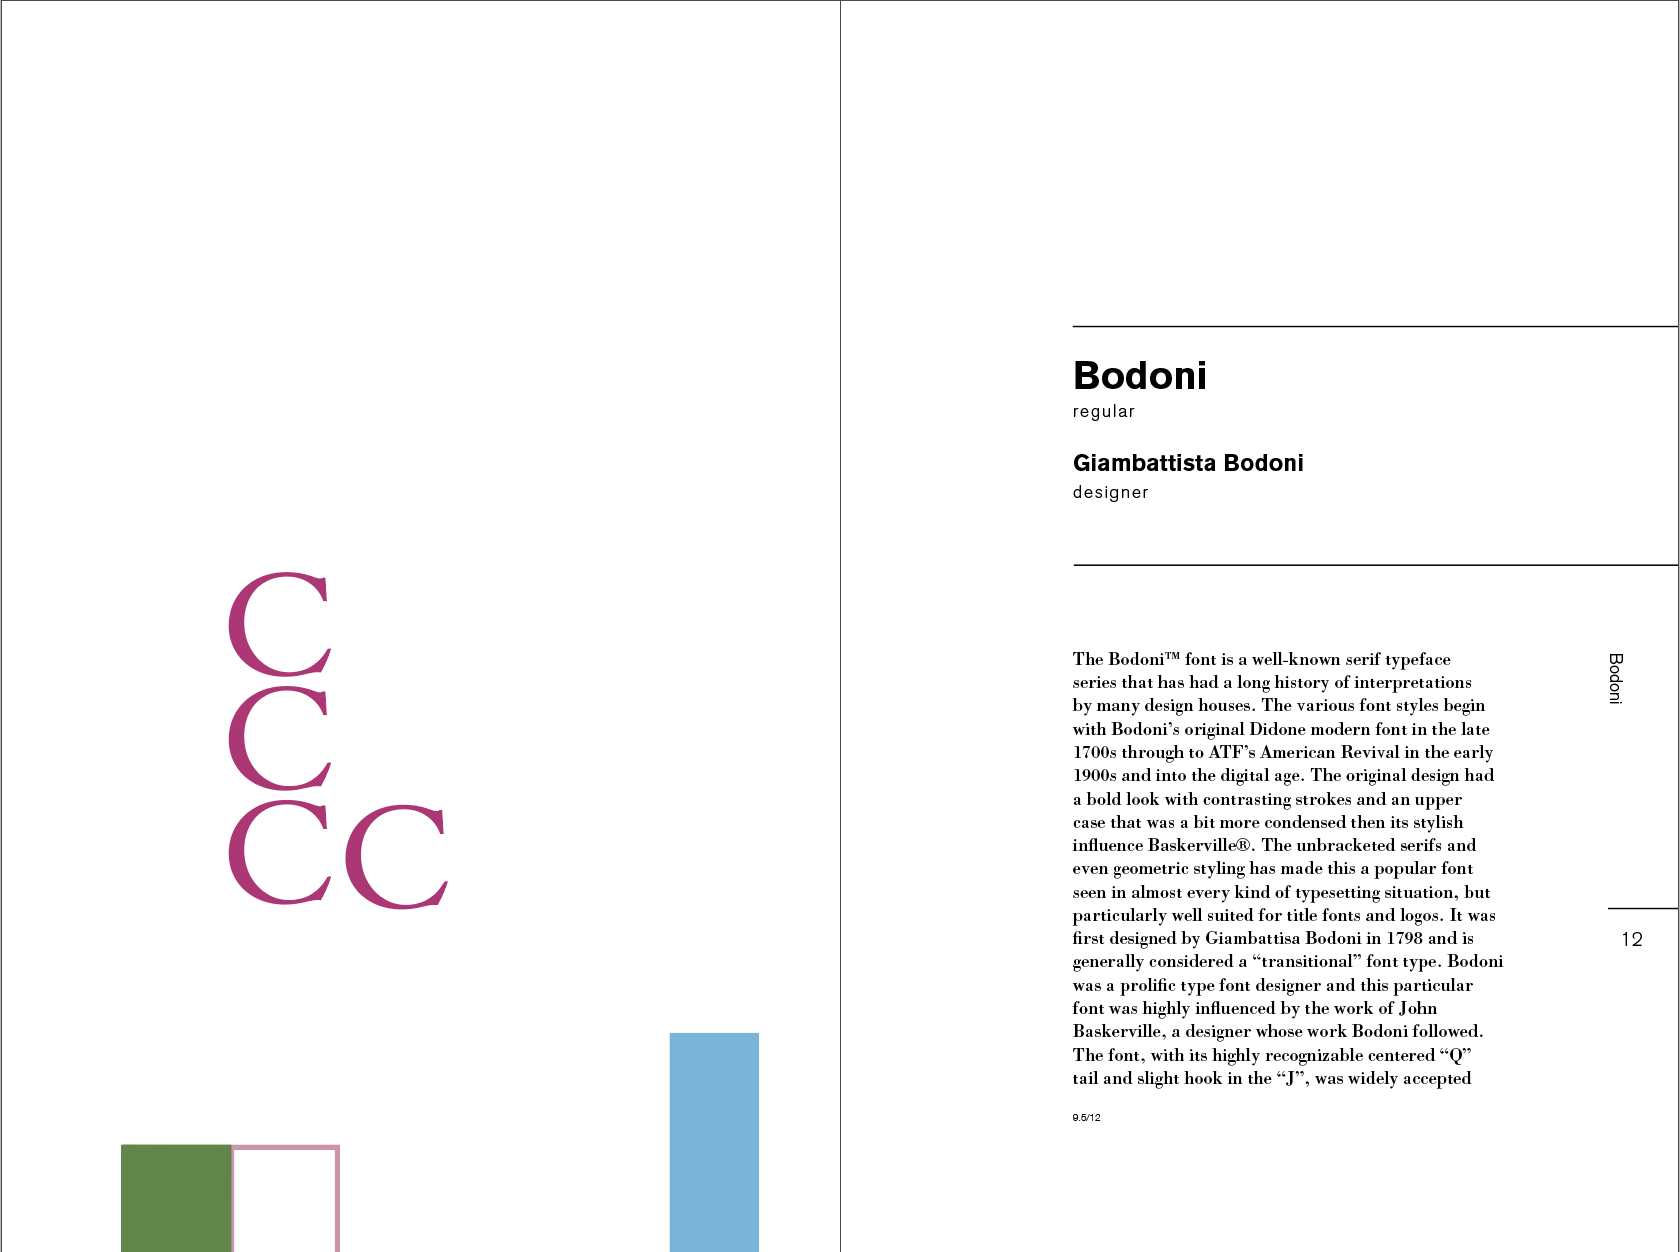 C
C
CC
Bodoni
regular
Giambattista Bodoni
designer
The Bodoni™ font is a well-known serif typeface
series that has had a long history of interpretations
by many design houses. The various font styles begin
with Bodoni’s original Didone modern font in the late
1700s through to ATF’s American Revival in the early
1900s and into the digital age. The original design had
a bold look with contrasting strokes and an upper
case that was a bit more condensed then its stylish
influence Baskerville®. The unbracketed serifs and
even geometric styling has made this a popular font
seen in almost every kind of typesetting situation, but
particularly well suited for title fonts and logos. It was
first designed by Giambattisa Bodoni in 1798 and is
generally considered a “transitional” font type. Bodoni
was a prolific type font designer and this particular
font was highly influenced by the work of John
Baskerville, a designer whose work Bodoni followed.
The font, with its highly recognizable centered “Q”
tail and slight hook in the “J”, was widely accepted
9.5/12
Bodoni
12